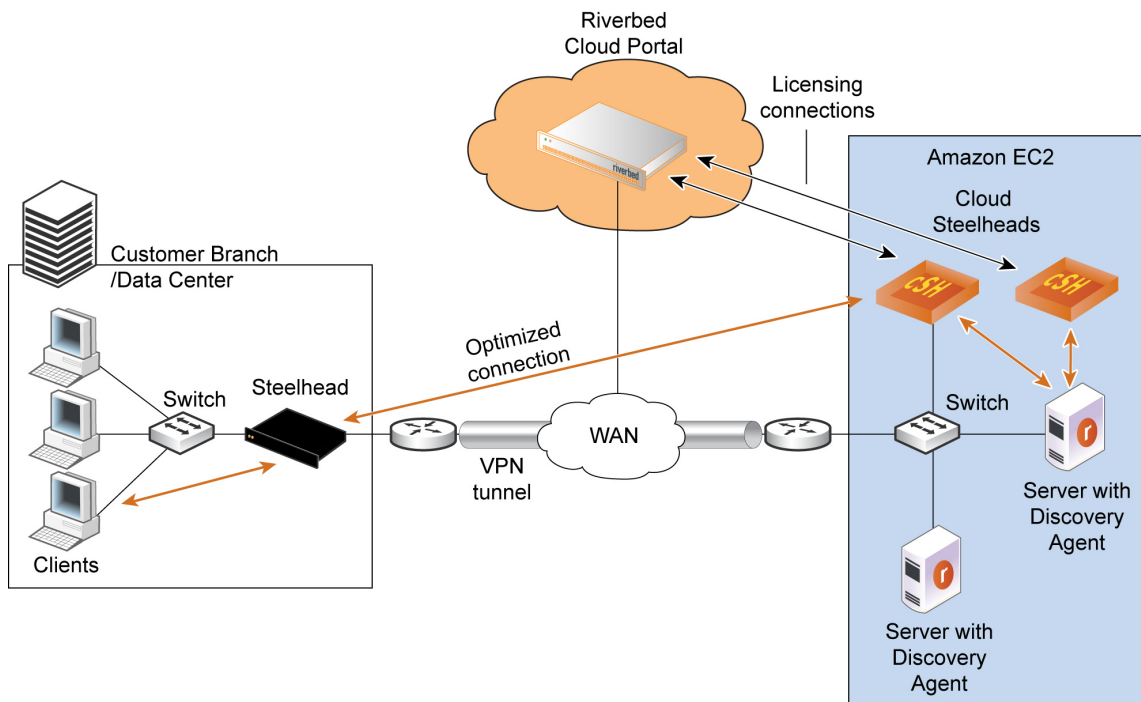 Riverbed
Cloud Portal
Licensing
connections
riverbed
Amazon EC2
Cloud
Steelheads
CSH
CSH
Customer Branch
/Data Center
Optimized
connection
Steelhead
Switch
Switch
WAN
VPN
tunnel
Clients
r
Server with
Discovery
Agent
r
Server with
Discovery
Agent